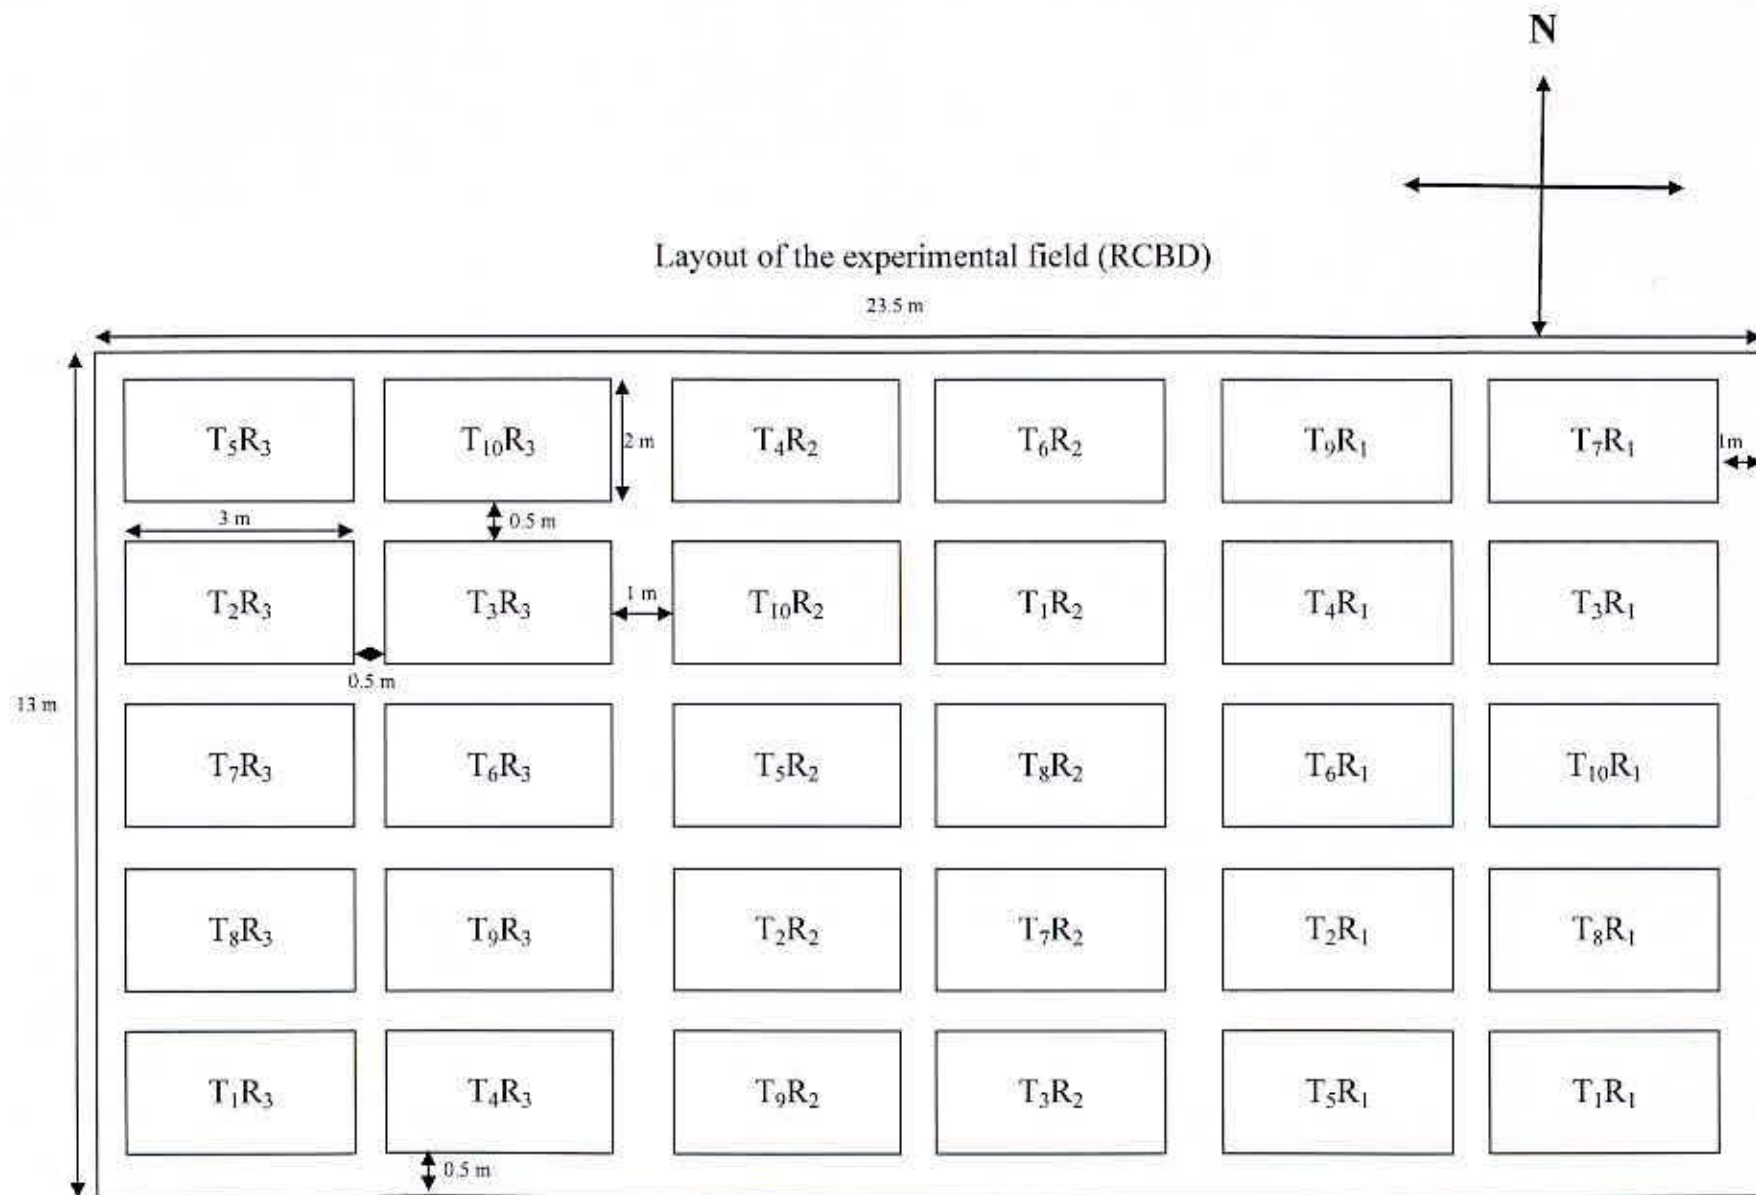 N
Layout of the experimental field (RCBD)
23.5 m
T₅R₃ T₁₀R₃ 2 m T₄R₂ T₆R₂ T₉R₁ T₇R₁ 1m
3 m 0.5 m
T₂R₃ T₃R₃ 1 m T₁₀R₂ T₁R₂ T₄R₁ T₃R₁
0.5 m
13 m
T₇R₃ T₆R₃ T₅R₂ T₈R₂ T₆R₁ T₁₀R₁
T₈R₃ T₉R₃ T₂R₂ T₇R₂ T₂R₁ T₈R₁
T₁R₃ T₄R₃ T₉R₂ T₃R₂ T₅R₁ T₁R₁
0.5 m